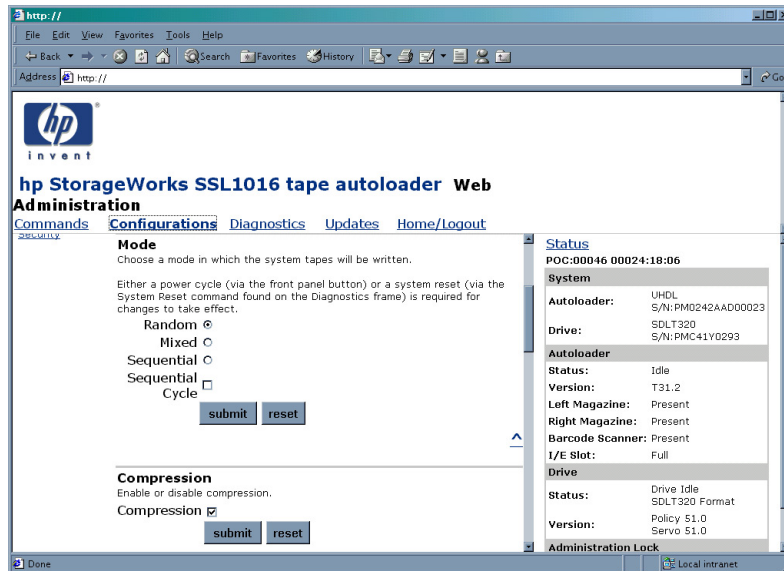 http://
File Edit View Favorites Tools Help
Back Search Favorites History
Address http:// Go
hp
invent
hp StorageWorks SSL1016 tape autoloader Web
Administration
Commands Configurations Diagnostics Updates Home/Logout
Security
Mode
Choose a mode in which the system tapes will be written.
Either a power cycle (via the front panel button) or a system reset (via the
System Reset command found on the Diagnostics frame) is required for
changes to take effect.
Random
Mixed
Sequential
Sequential
Cycle
submit reset
^
Compression
Enable or disable compression.
Compression
submit reset
Status
POC:00046 00024:18:06
System
Autoloader: UHDL
S/N:PM0242AAD00023
Drive: SDLT320
S/N:PMC41Y0293
Autoloader
Status: Idle
Version: T31.2
Left Magazine: Present
Right Magazine: Present
Barcode Scanner: Present
I/E Slot: Full
Drive
Status: Drive Idle
SDLT320 Format
Version: Policy 51.0
Servo 51.0
Administration Lock
Done Local intranet